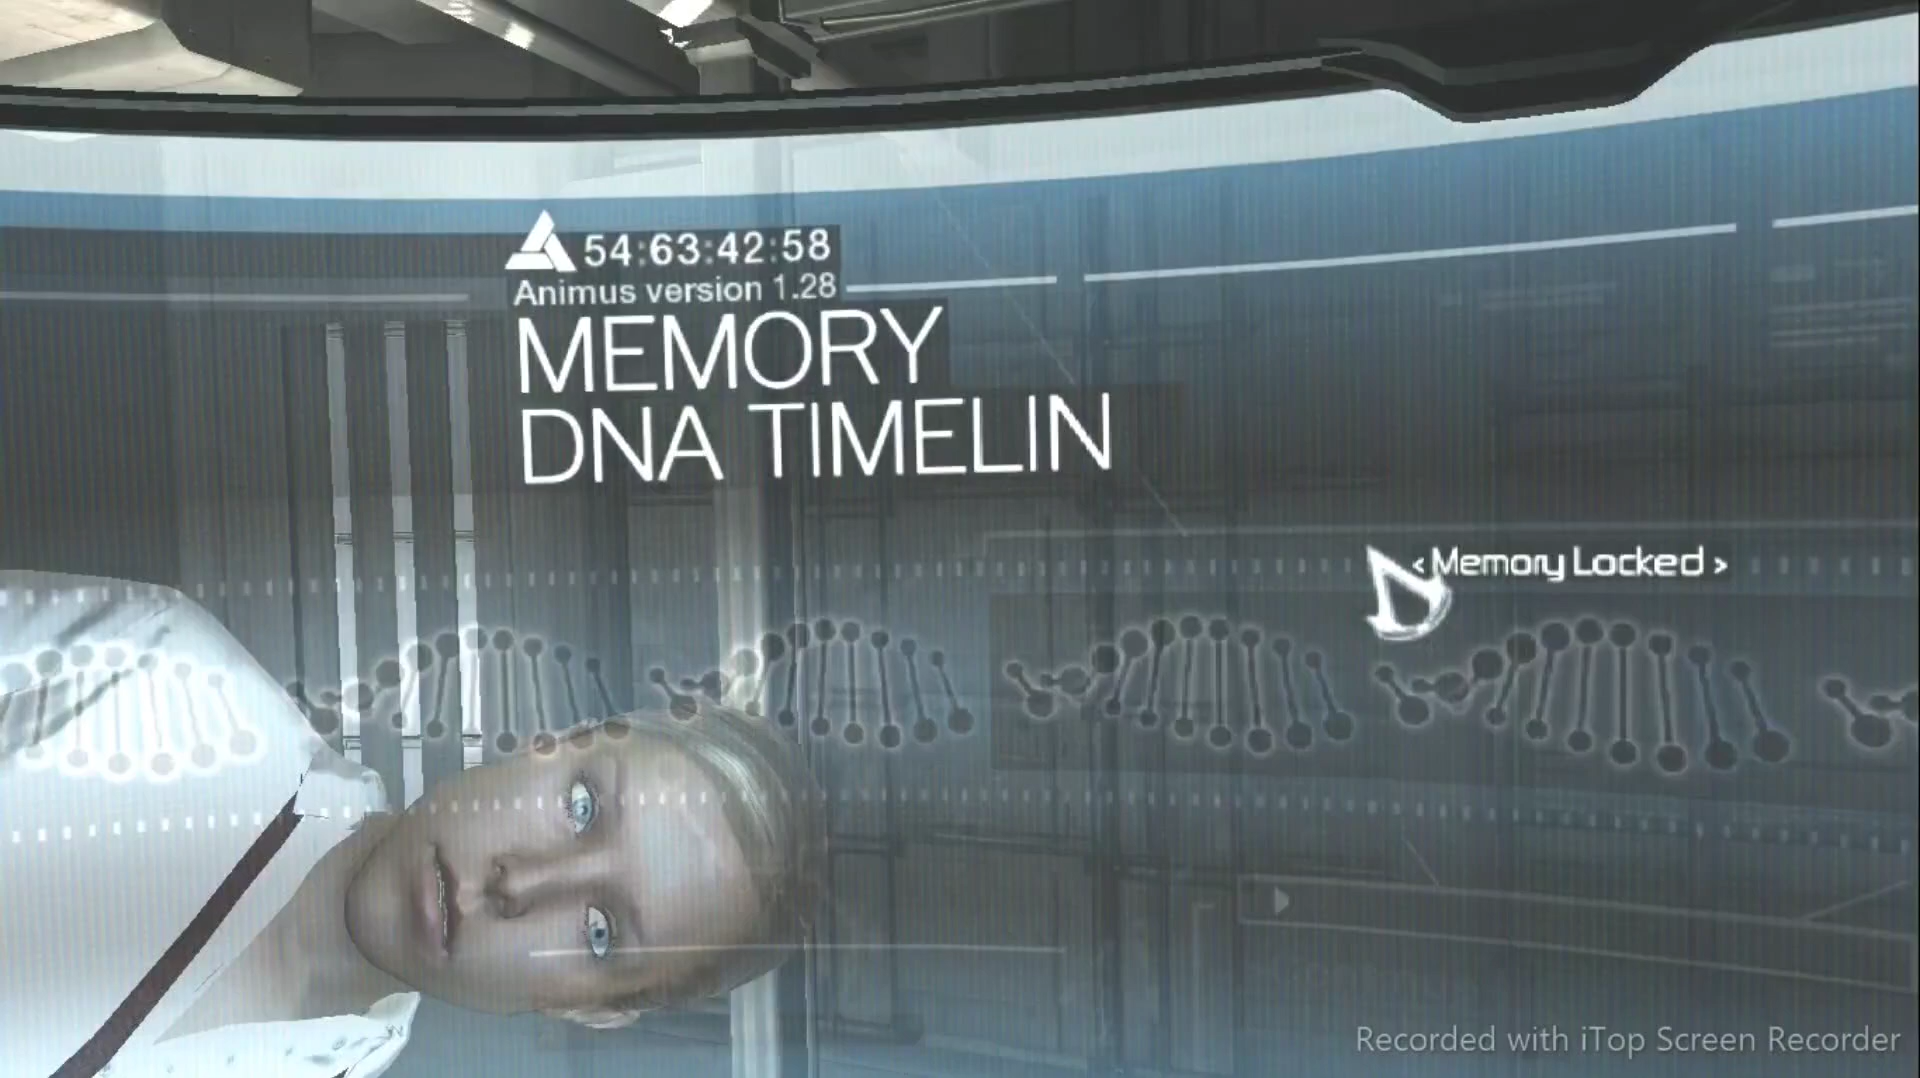 54:63:42:58
Animus version 1.28
MEMORY
DNA TIMELIN
< Memory Locked >
Recorded with iTop Screen Recorder